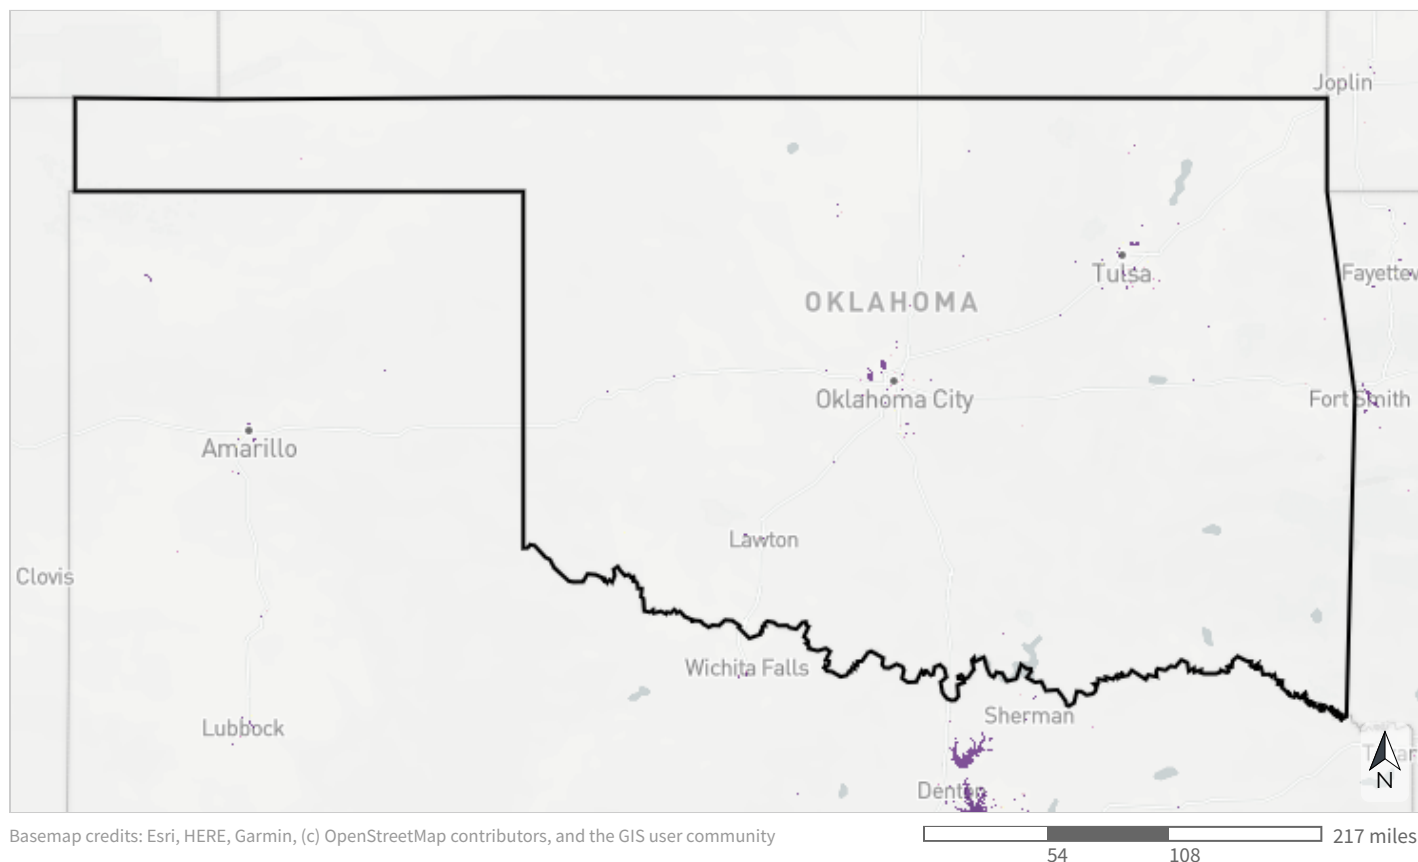 Joplin
Tulsa
Fayettev
OKLAHOMA
Oklahoma City
Fort Smith
Amarillo
Lawton
Clovis
Wichita Falls
Sherman
Lubbock
Denton
N
Basemap credits: Esri, HERE, Garmin, (c) OpenStreetMap contributors, and the GIS user community
217 miles
54 108